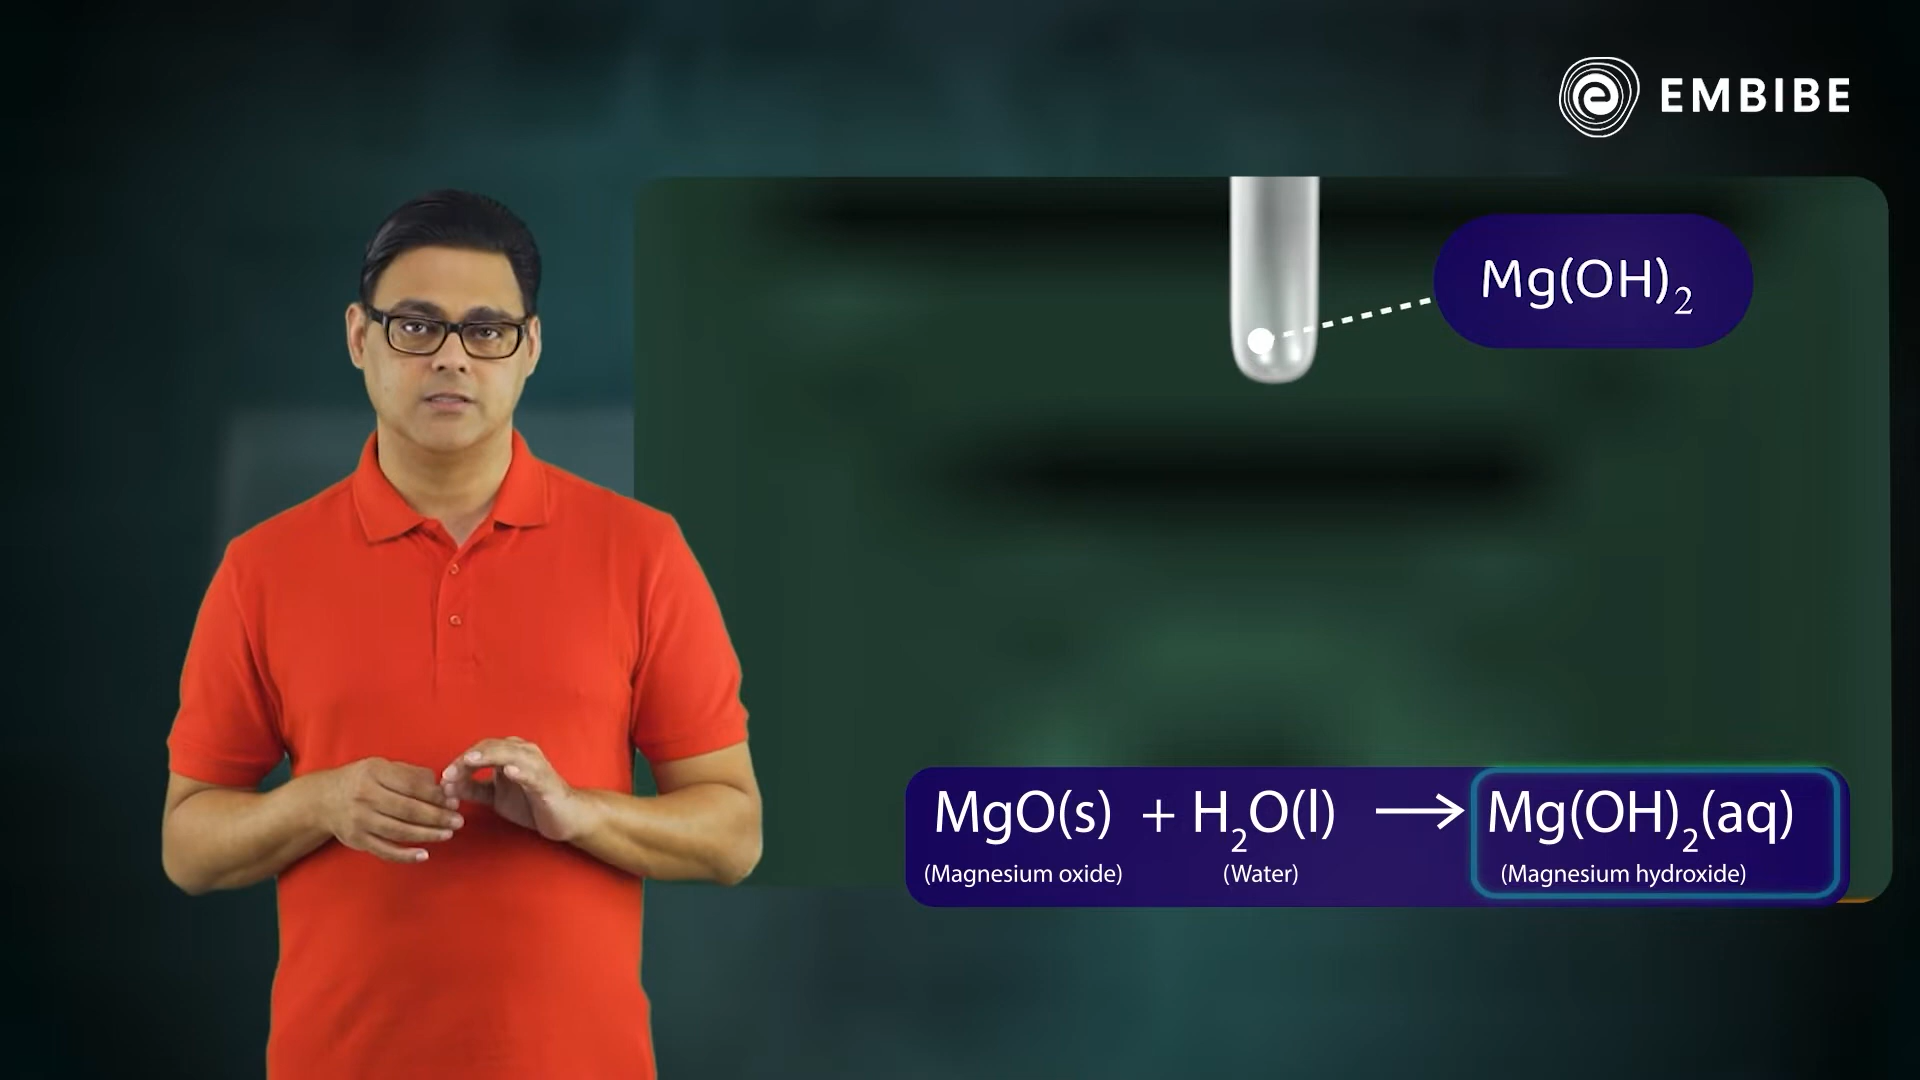 EMBIBE
Mg(OH)₂
MgO(s) + H₂O(l) ⟶ Mg(OH)₂(aq)
(Magnesium oxide) (Water) (Magnesium hydroxide)